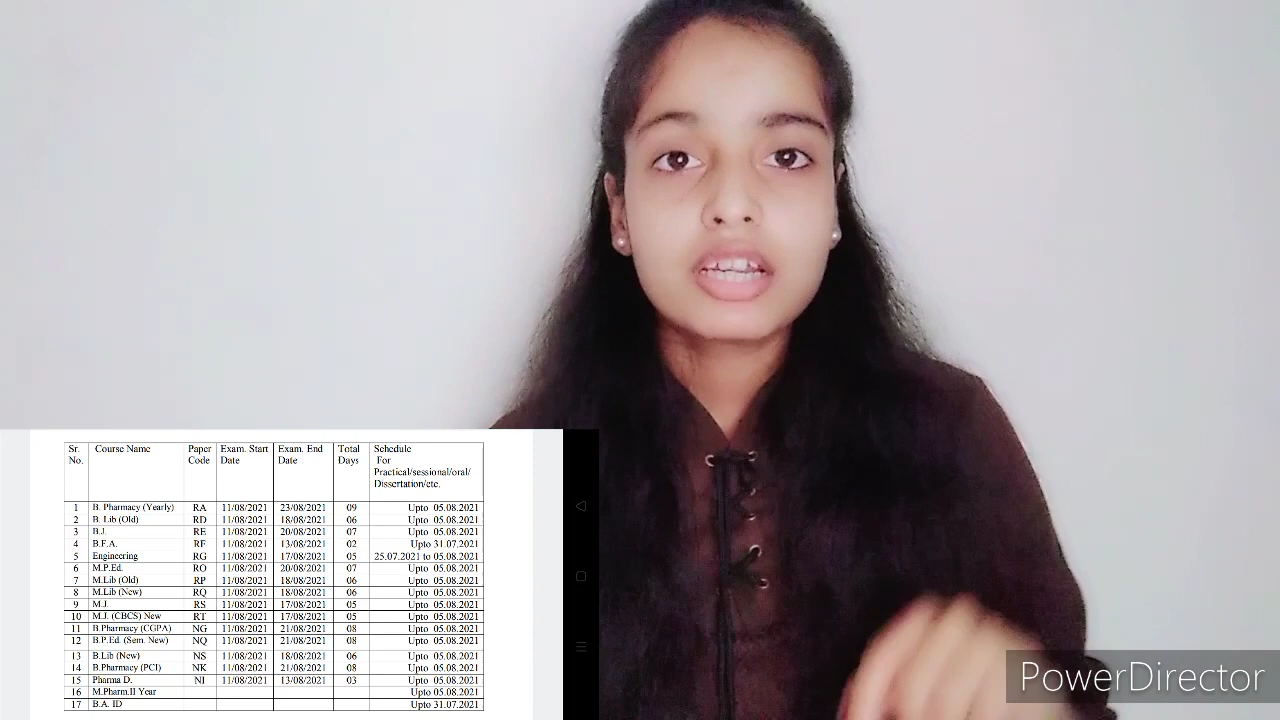 Sr. No. Course Name Paper Code Exam. Start Date Exam. End Date Total Days Schedule For Practical/sessional/oral/ Dissertation/etc.
1 B. Pharmacy (Yearly) RA 11/08/2021 23/08/2021 09 Upto 05.08.2021
2 B. Lib (Old) RD 11/08/2021 18/08/2021 06 Upto 05.08.2021
3 B.J. RE 11/08/2021 20/08/2021 07 Upto 05.08.2021
4 B.F.A. RF 11/08/2021 13/08/2021 02 Upto 31.07.2021
5 Engineering RG 11/08/2021 17/08/2021 05 25.07.2021 to 05.08.2021
6 M.P.Ed. RO 11/08/2021 20/08/2021 07 Upto 05.08.2021
7 M.Lib (Old) RP 11/08/2021 18/08/2021 06 Upto 05.08.2021
8 M.Lib (New) RQ 11/08/2021 18/08/2021 06 Upto 05.08.2021
9 M.J. RS 11/08/2021 17/08/2021 05 Upto 05.08.2021
10 M.J. (CBCS) New RT 11/08/2021 17/08/2021 05 Upto 05.08.2021
11 B.Pharmacy (CGPA) NG 11/08/2021 21/08/2021 08 Upto 05.08.2021
12 B.P.Ed. (Sem. New) NQ 11/08/2021 21/08/2021 08 Upto 05.08.2021
13 B.Lib (New) NS 11/08/2021 18/08/2021 06 Upto 05.08.2021
14 B.Pharmacy (PCI) NK 11/08/2021 21/08/2021 08 Upto 05.08.2021
15 Pharma D. NI 11/08/2021 13/08/2021 03 Upto 05.08.2021
16 M.Pharm.II Year Upto 05.08.2021
17 B.A. ID Upto 31.07.2021
PowerDirector